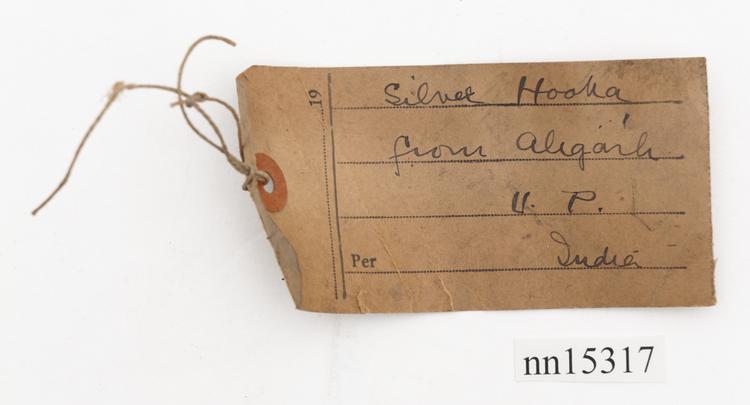 19
Silver Hooka
from Aligarh
U. P.
Per India
nn15317